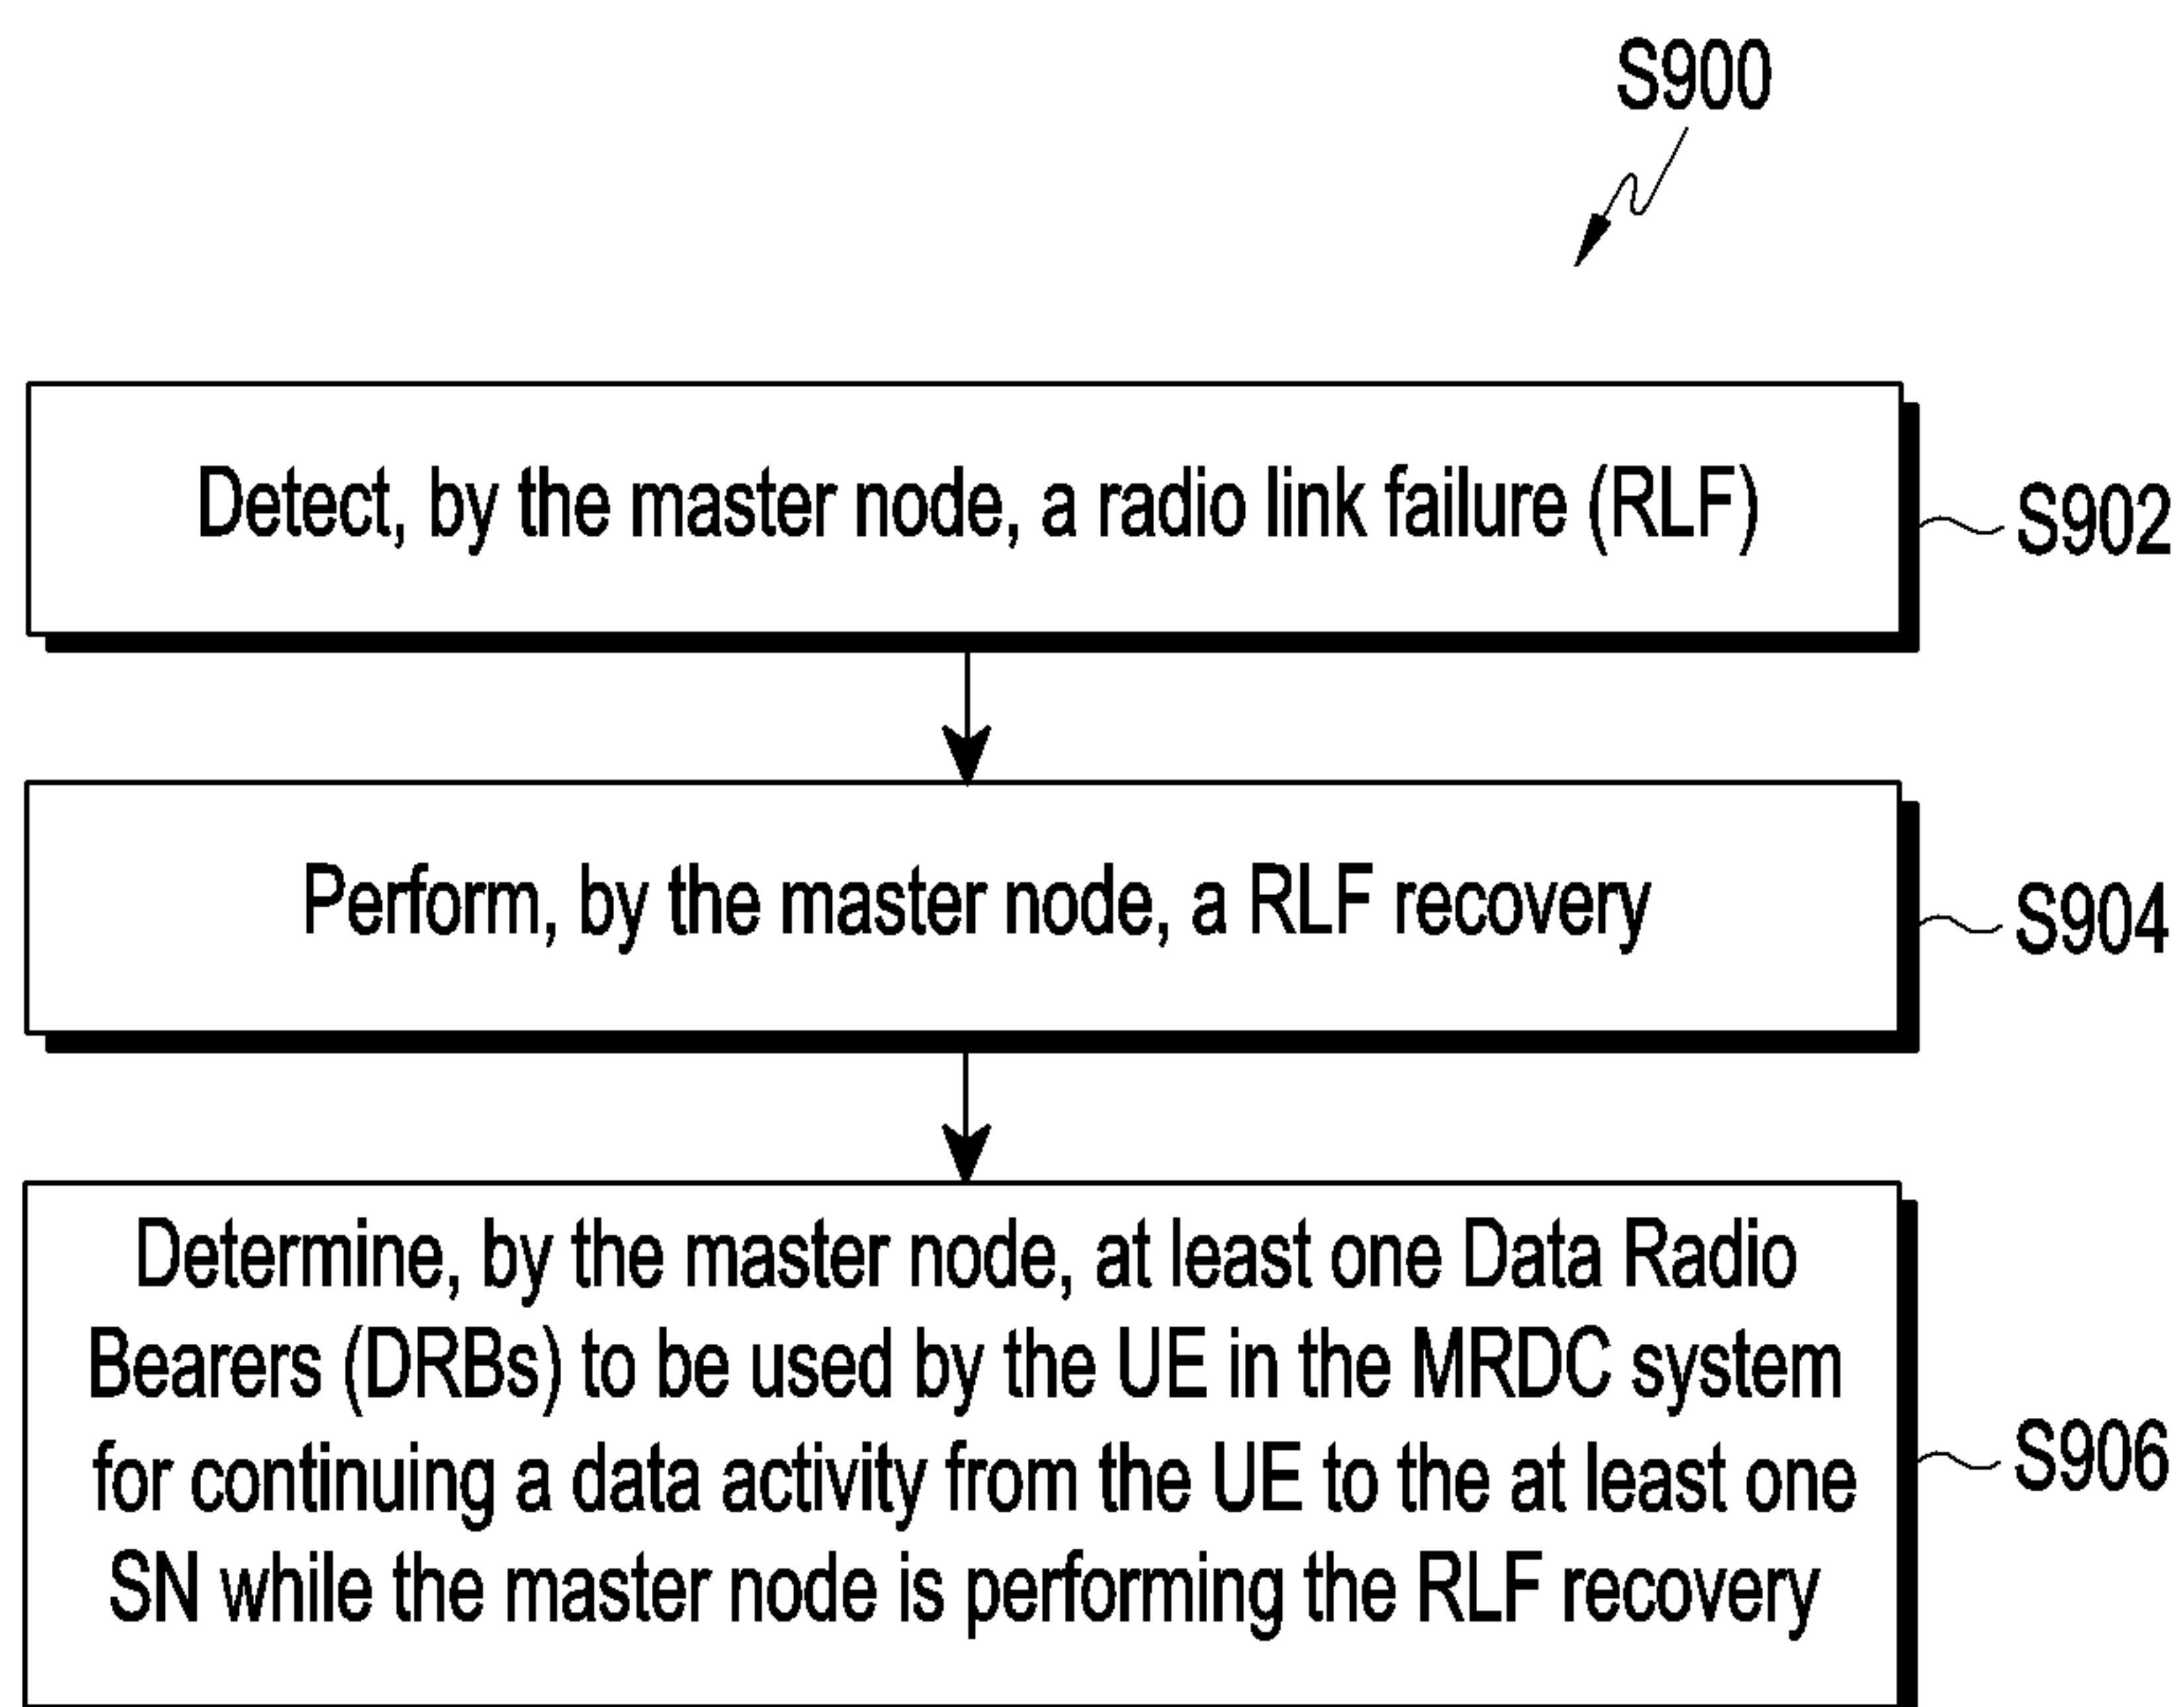 S900
Detect, by the master node, a radio link failure (RLF)
S902
Perform, by the master node, a RLF recovery
S904
Determine, by the master node, at least one Data Radio
Bearers (DRBs) to be used by the UE in the MRDC system
for continuing a data activity from the UE to the at least one
SN while the master node is performing the RLF recovery
S906